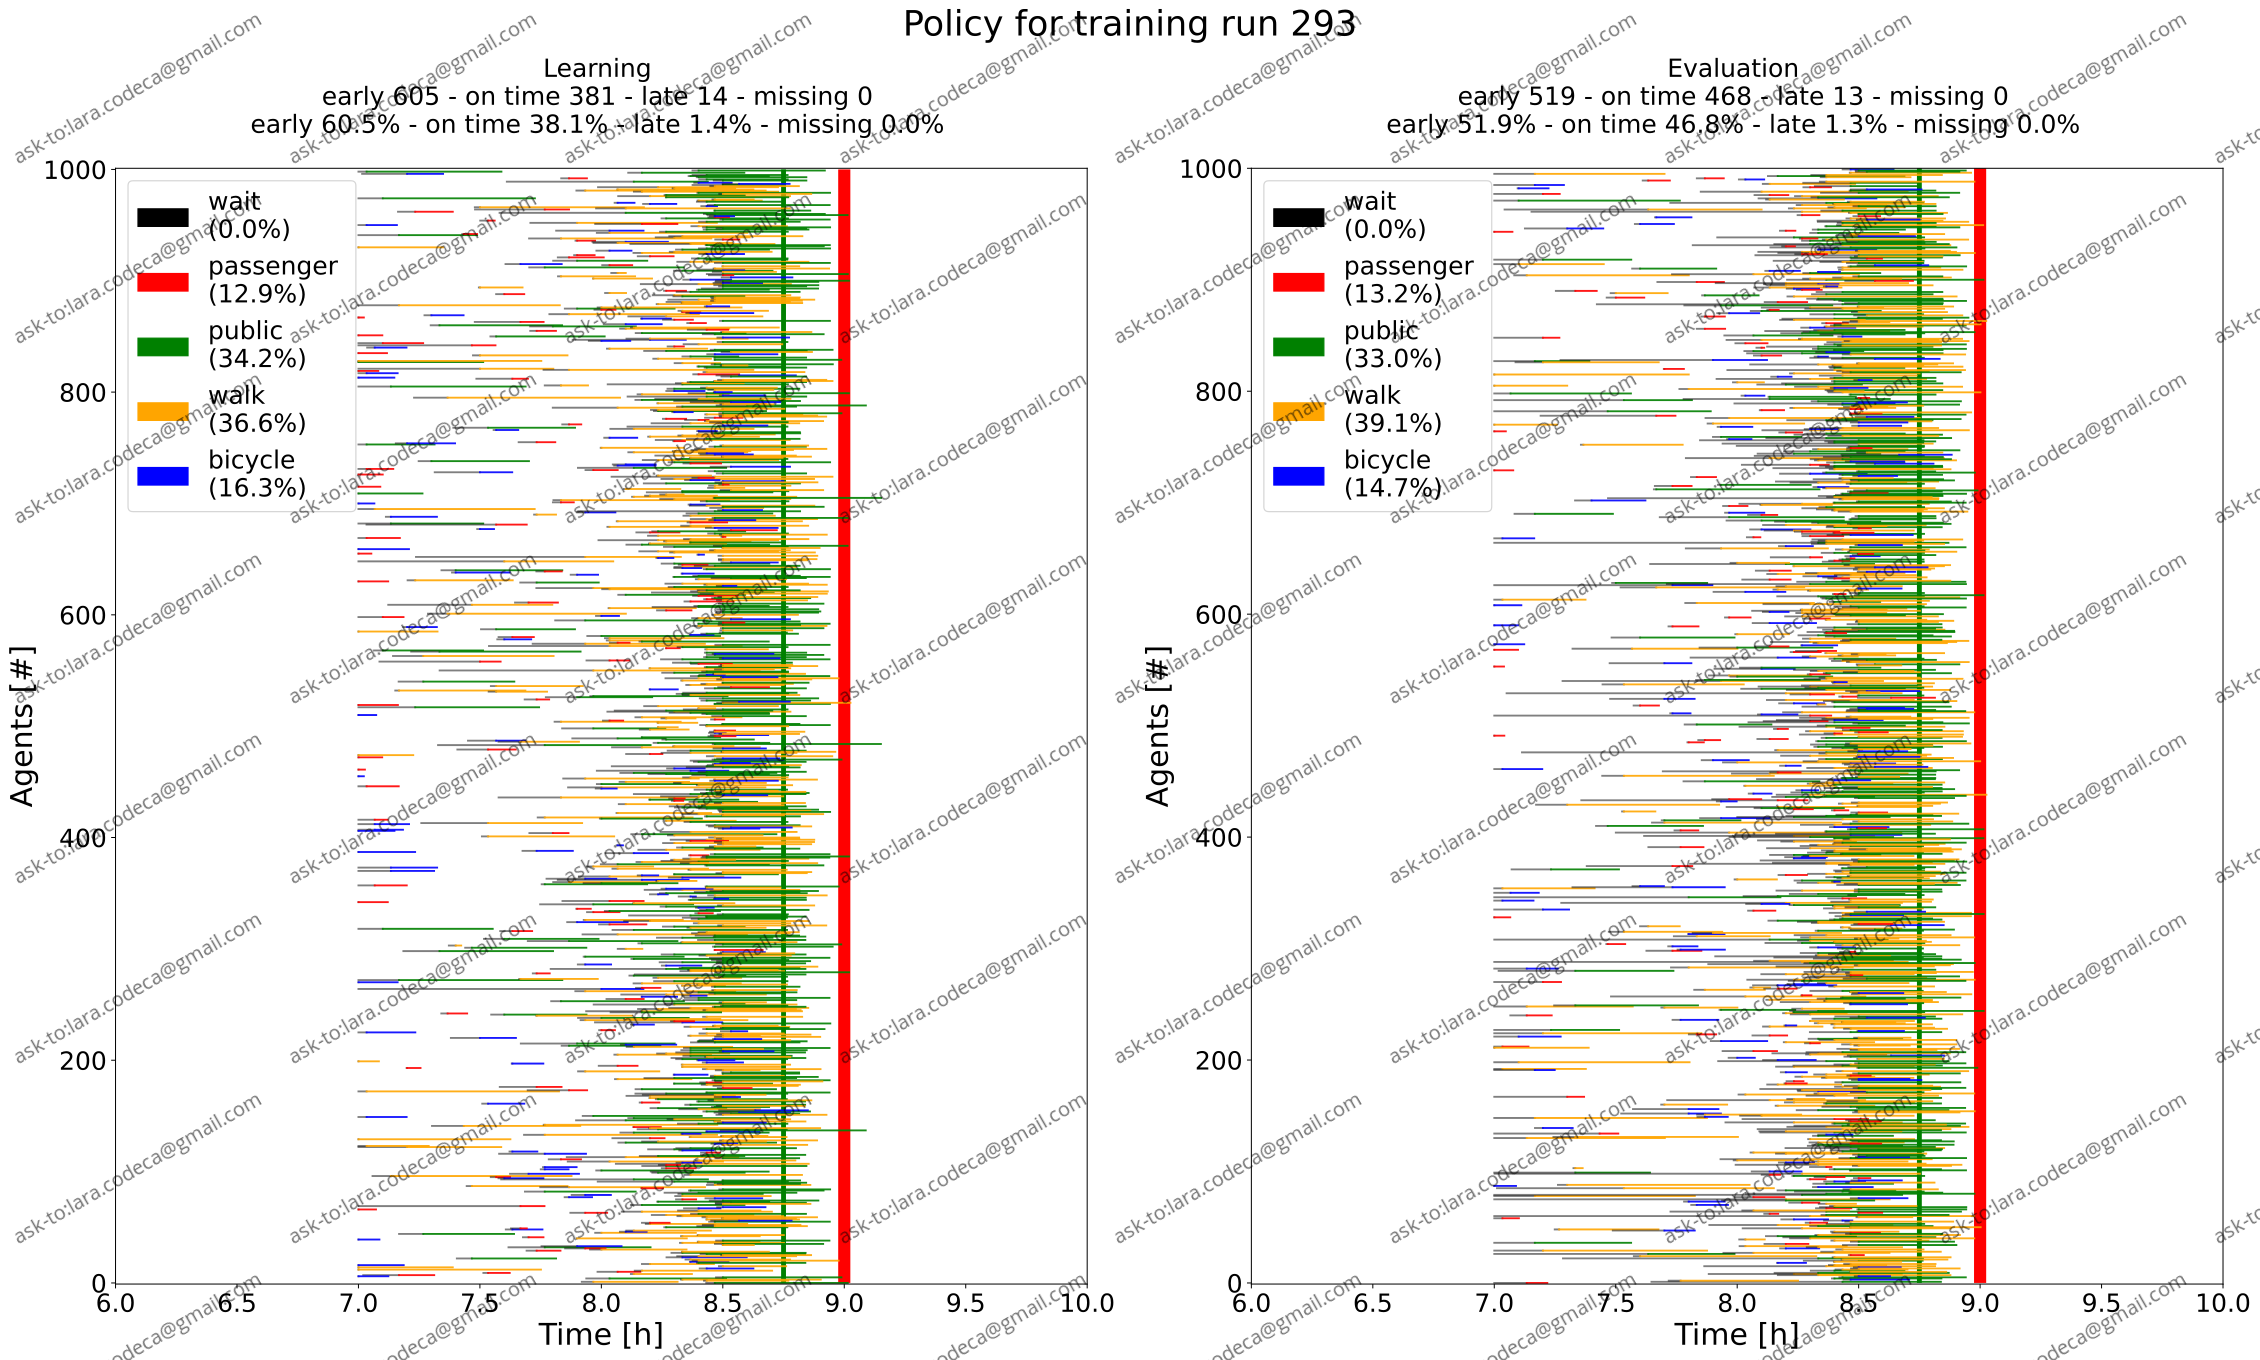 Policy for training run 293
Learning
early 605 - on time 381 - late 14 - missing 0
early 60.5% - on time 38.1% - late 1.4% - missing 0.0%
1000
800
600
400
200
0
Agents [#]
wait
(0.0%)
passenger
(12.9%)
public
(34.2%)
walk
(36.6%)
bicycle
(16.3%)
6.0 6.5 7.0 7.5 8.0 8.5 9.0 9.5 10.0
Time [h]
Evaluation
early 519 - on time 468 - late 13 - missing 0
early 51.9% - on time 46.8% - late 1.3% - missing 0.0%
1000
800
600
400
200
0
Agents [#]
wait
(0.0%)
passenger
(13.2%)
public
(33.0%)
walk
(39.1%)
bicycle
(14.7%)
6.0 6.5 7.0 7.5 8.0 8.5 9.0 9.5 10.0
Time [h]
ask-to:lara.codeca@gmail.com